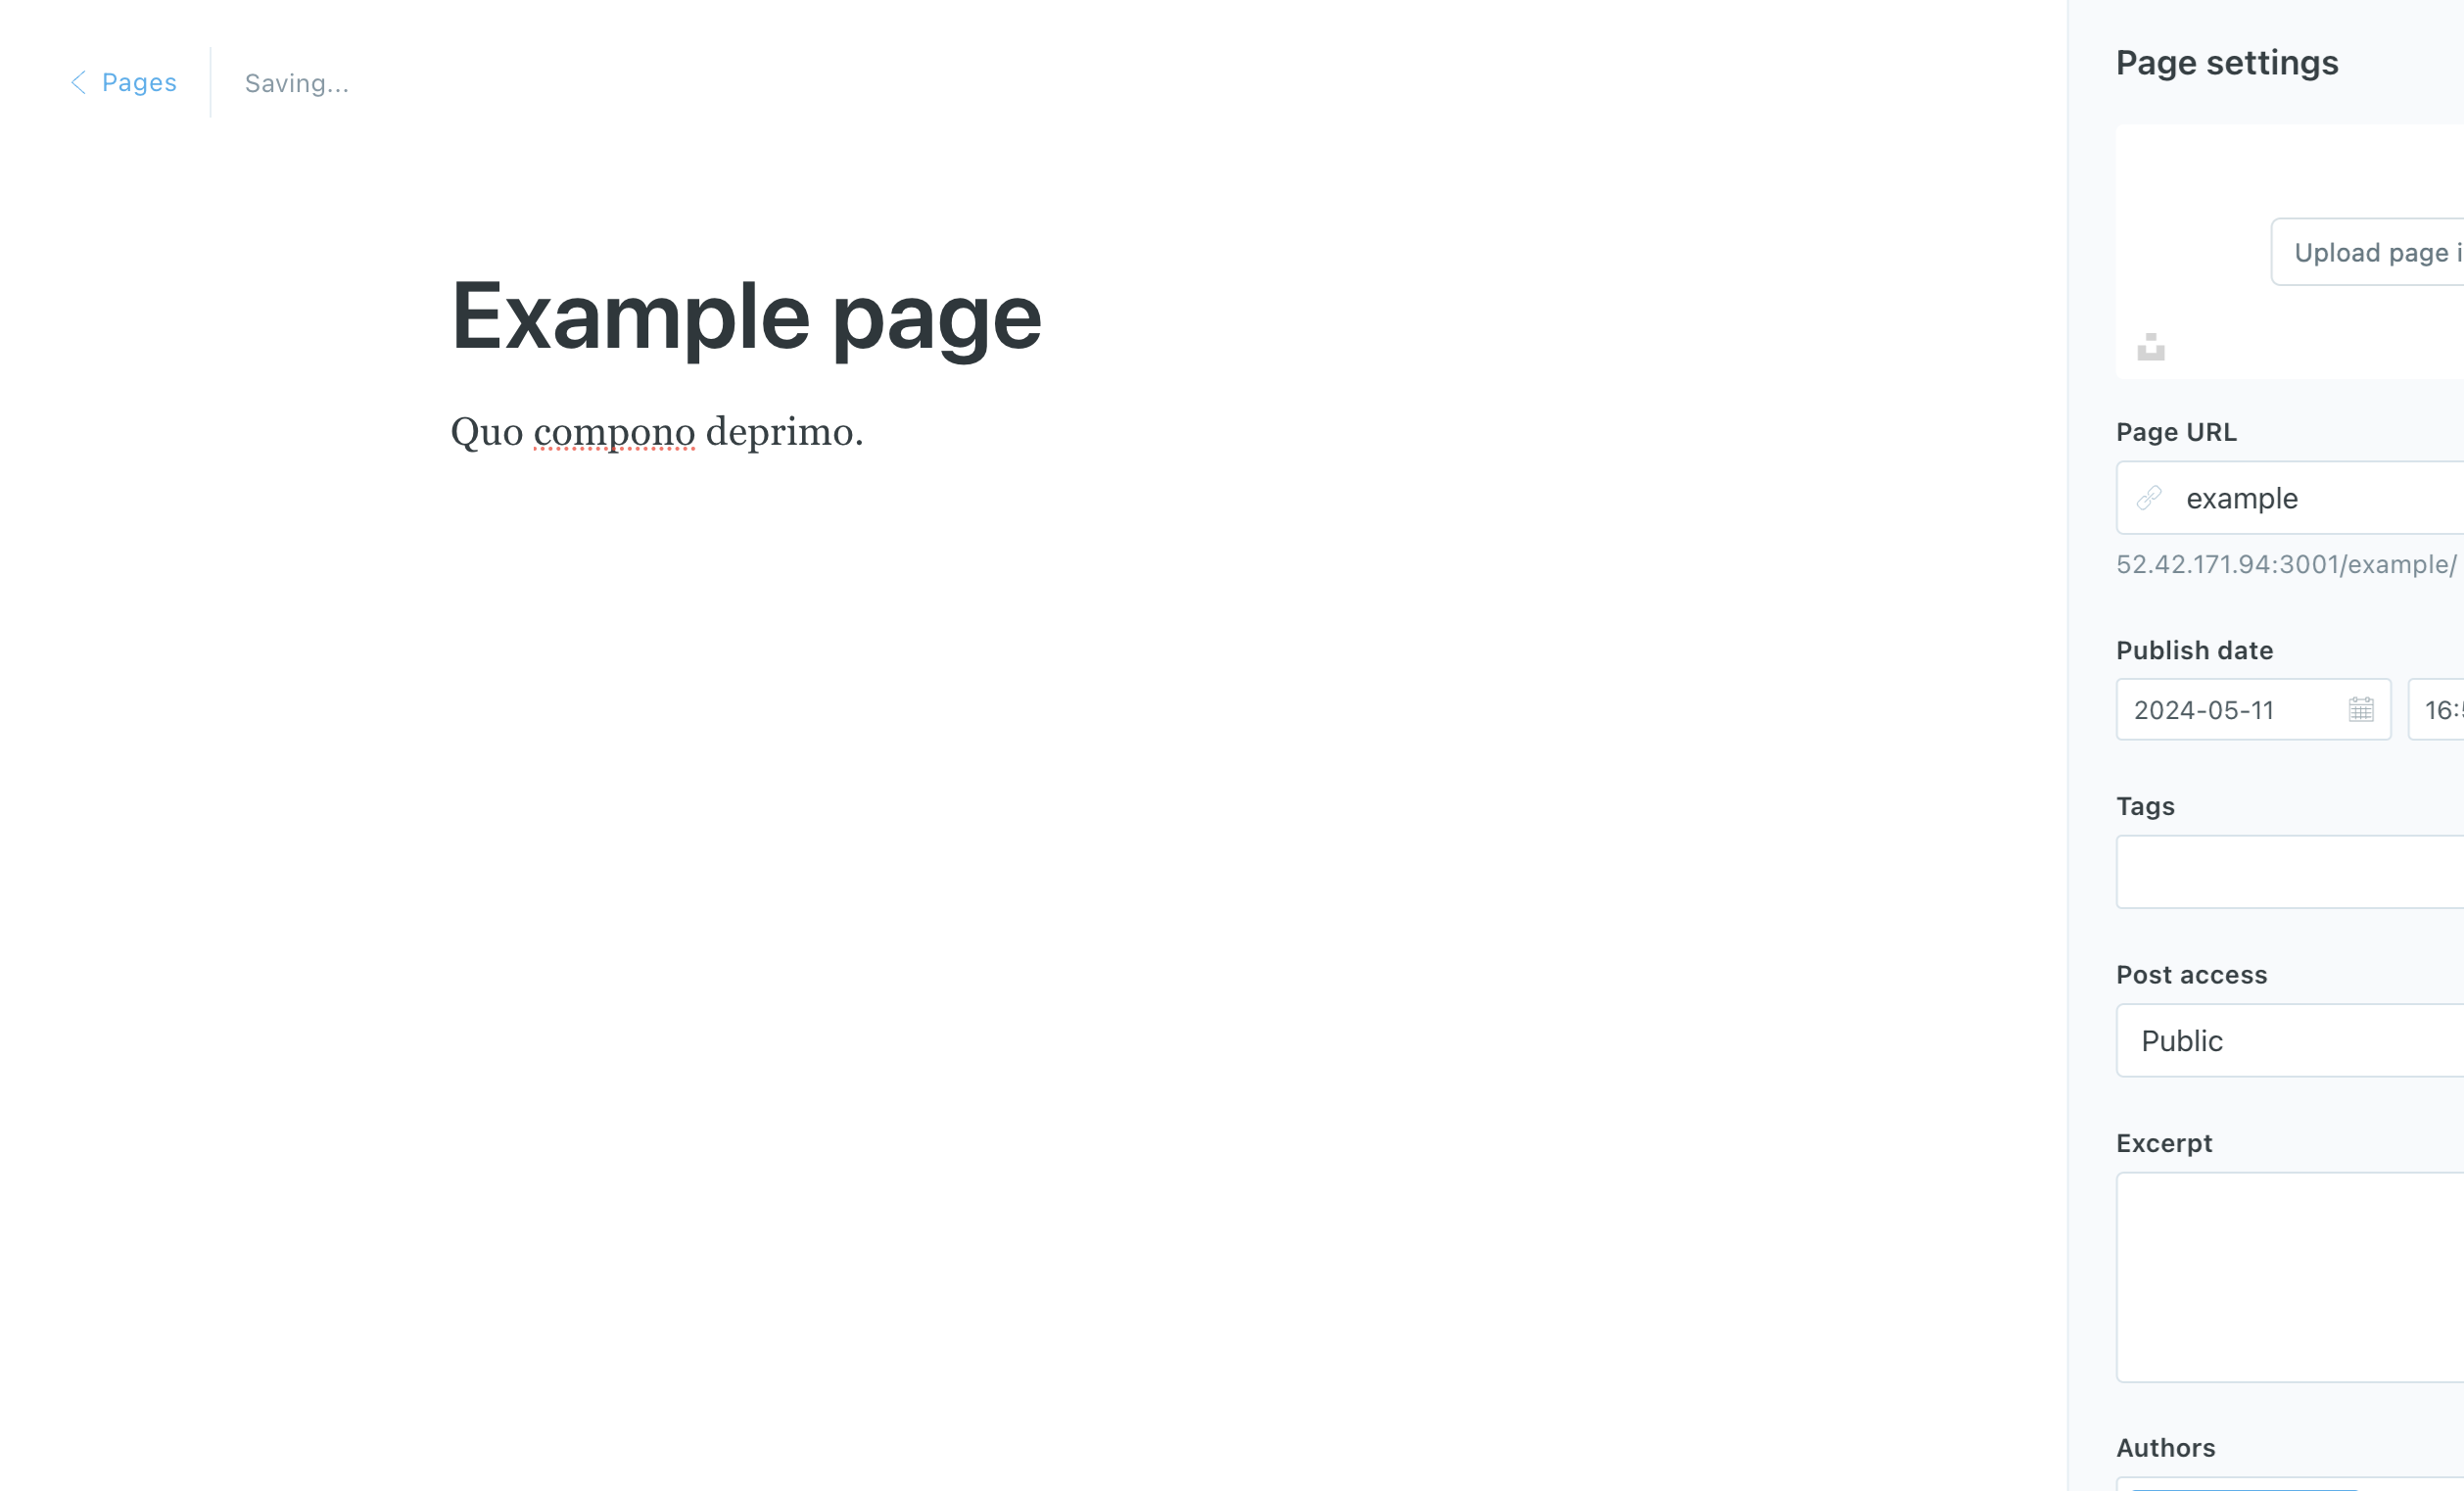 Pages
Saving...
Page settings
Upload page
Example page
Quo compono deprimo.
Page URL
example
52.42.171.94:3001/example/
Publish date
2024-05-11
16:
Tags
Post access
Public
Excerpt
Authors